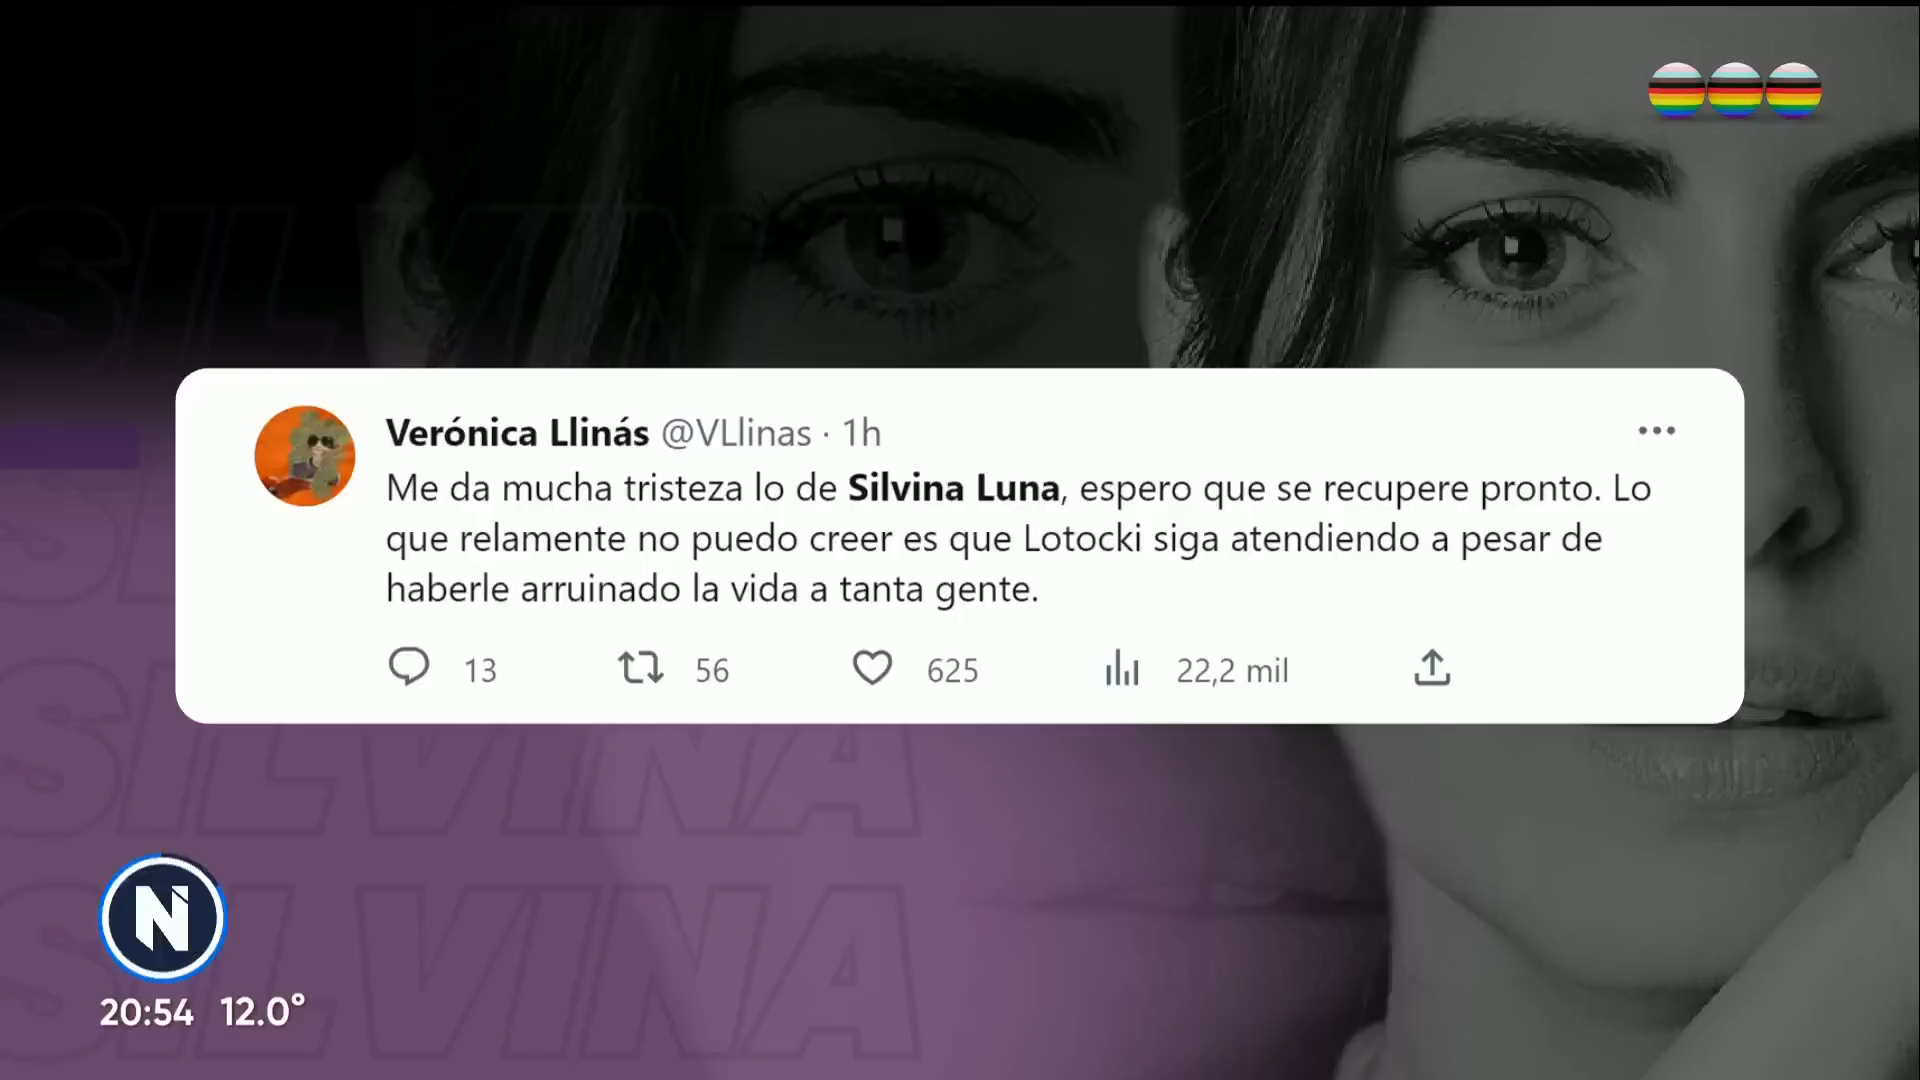 SILVINA
Verónica Llinás @VLlinas · 1h
Me da mucha tristeza lo de Silvina Luna, espero que se recupere pronto. Lo
que relamente no puedo creer es que Lotocki siga atendiendo a pesar de
haberle arruinado la vida a tanta gente.
13 56 625 22,2 mil
SILVINA
SILVINA
N
20:54 12.0°